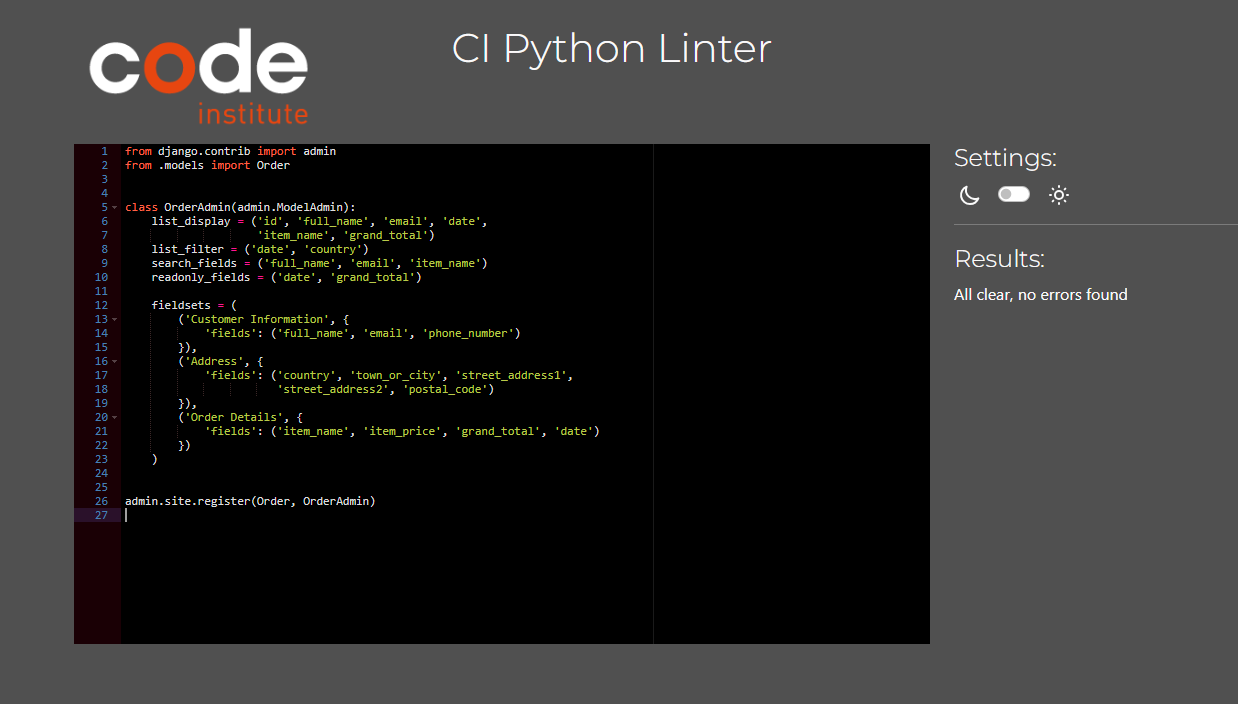 code
institute
CI Python Linter
1 from django.contrib import admin
2 from .models import Order
3
4
5 class OrderAdmin(admin.ModelAdmin):
6     list_display = ('id', 'full_name', 'email', 'date',
7                     'item_name', 'grand_total')
8     list_filter = ('date', 'country')
9     search_fields = ('full_name', 'email', 'item_name')
10     readonly_fields = ('date', 'grand_total')
11
12     fieldsets = (
13         ('Customer Information', {
14             'fields': ('full_name', 'email', 'phone_number')
15         }),
16         ('Address', {
17             'fields': ('country', 'town_or_city', 'street_address1',
18                        'street_address2', 'postal_code')
19         }),
20         ('Order Details', {
21             'fields': ('item_name', 'item_price', 'grand_total', 'date')
22         })
23     )
24
25
26 admin.site.register(Order, OrderAdmin)
27
Settings:
Results:
All clear, no errors found